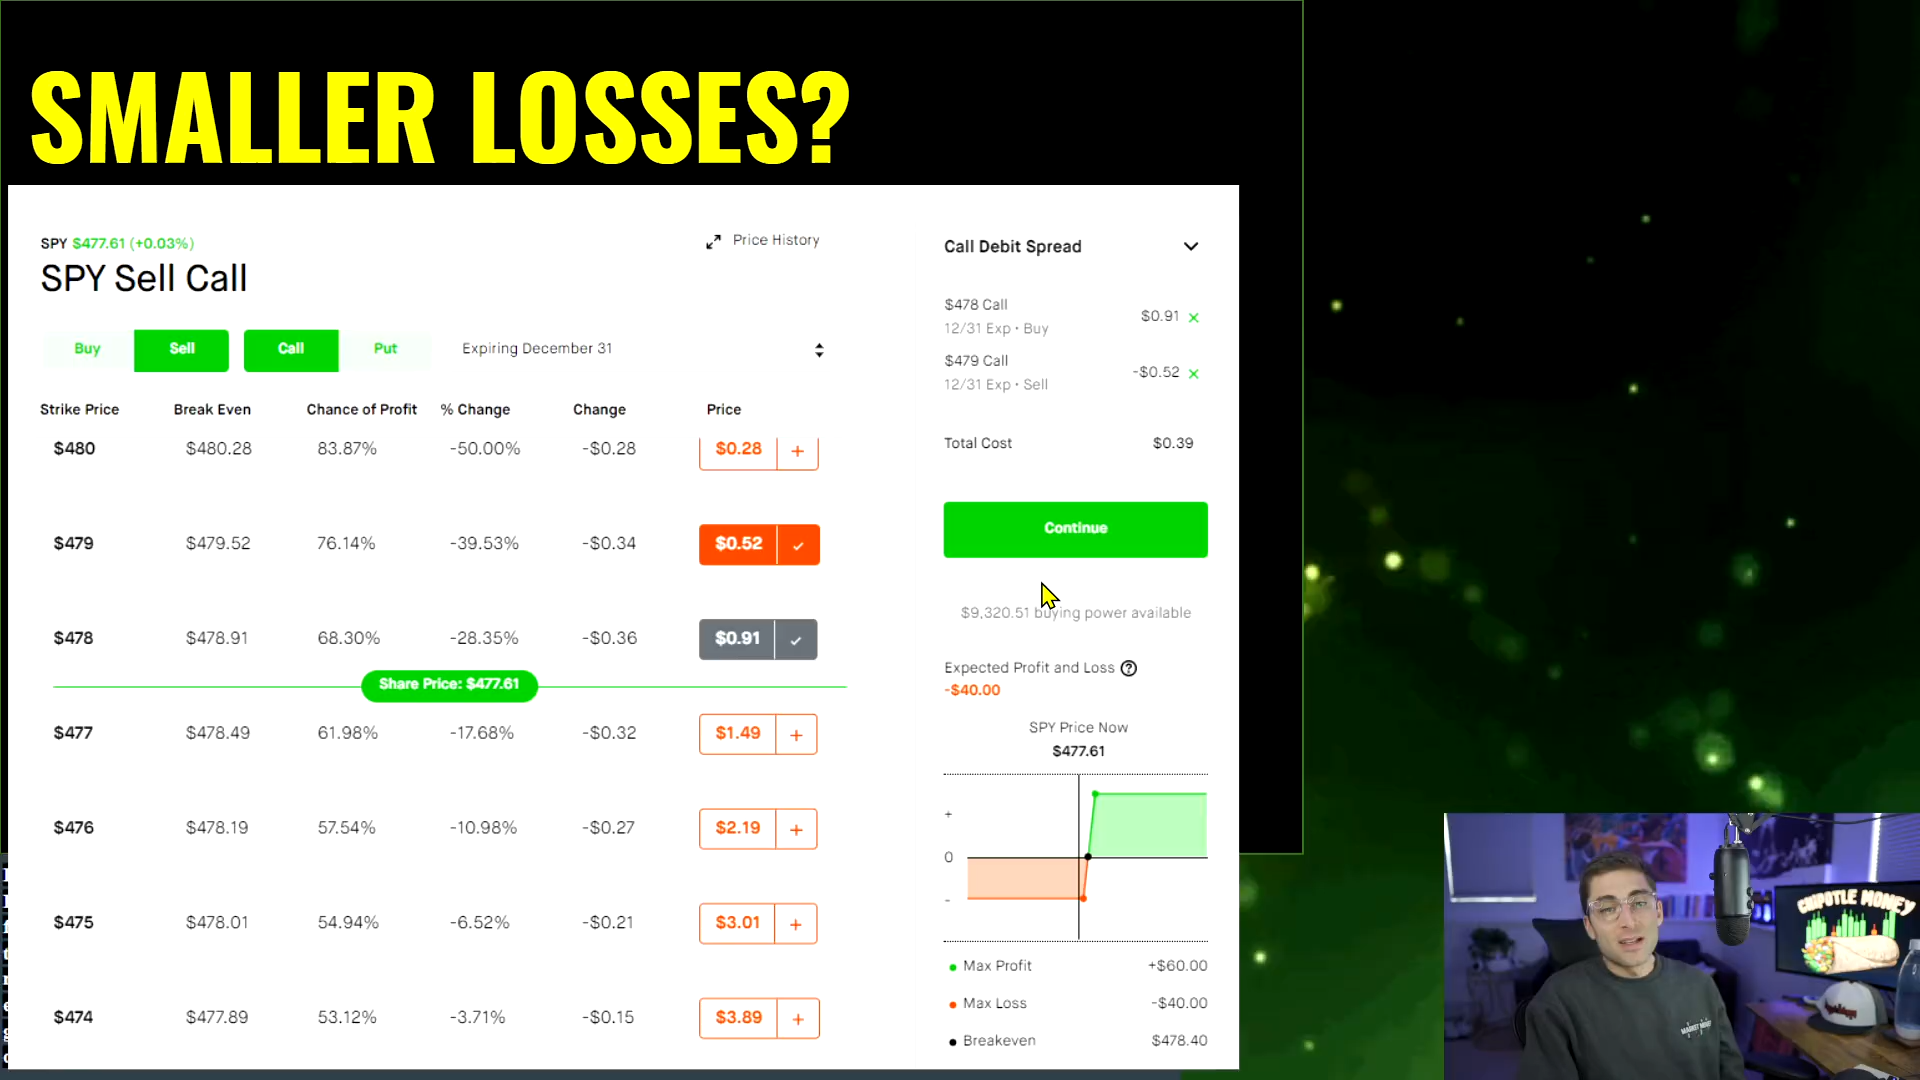 SMALLER LOSSES?
SPY $477.61 (+0.03%)
Price History
SPY Sell Call
Buy
Sell
Call
Put
Expiring December 31
Strike Price Break Even Chance of Profit % Change Change Price
$480 $480.28 83.87% -50.00% -$0.28 $0.28 +
$479 $479.52 76.14% -39.53% -$0.34 $0.52
$478 $478.91 68.30% -28.35% -$0.36 $0.91
Share Price: $477.61
$477 $478.49 61.98% -17.68% -$0.32 $1.49 +
$476 $478.19 57.54% -10.98% -$0.27 $2.19 +
$475 $478.01 54.94% -6.52% -$0.21 $3.01 +
$474 $477.89 53.12% -3.71% -$0.15 $3.89 +
Call Debit Spread
$478 Call
12/31 Exp • Buy
$0.91 ×
$479 Call
12/31 Exp • Sell
-$0.52 ×
Total Cost $0.39
Continue
$9,320.51 buying power available
Expected Profit and Loss ?
-$40.00
SPY Price Now
$477.61
+
0
-
Max Profit +$60.00
Max Loss -$40.00
Breakeven $478.40
CHIPOTLE MONEY